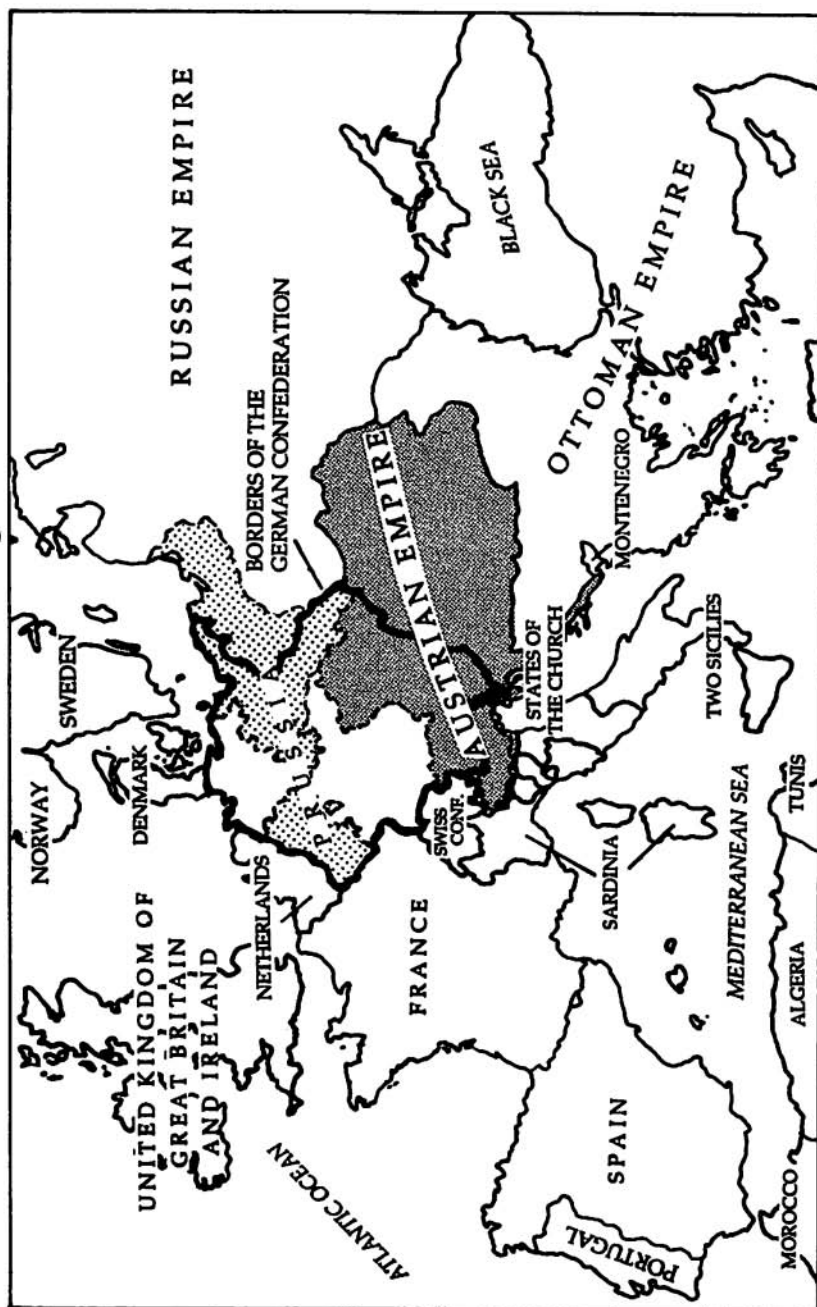 NORWAY
SWEDEN
RUSSIAN EMPIRE
DENMARK
UNITED KINGDOM OF
GREAT BRITAIN
AND IRELAND
NETHERLANDS
PRUSSIA
BORDERS OF THE
GERMAN CONFEDERATION
ATLANTIC OCEAN
FRANCE
SWISS
CONF.
AUSTRIAN EMPIRE
BLACK SEA
STATES OF
THE CHURCH
MONTENEGRO
OTTOMAN EMPIRE
PORTUGAL
SPAIN
SARDINIA
TWO SICILIES
MEDITERRANEAN SEA
MOROCCO
ALGERIA
TUNIS